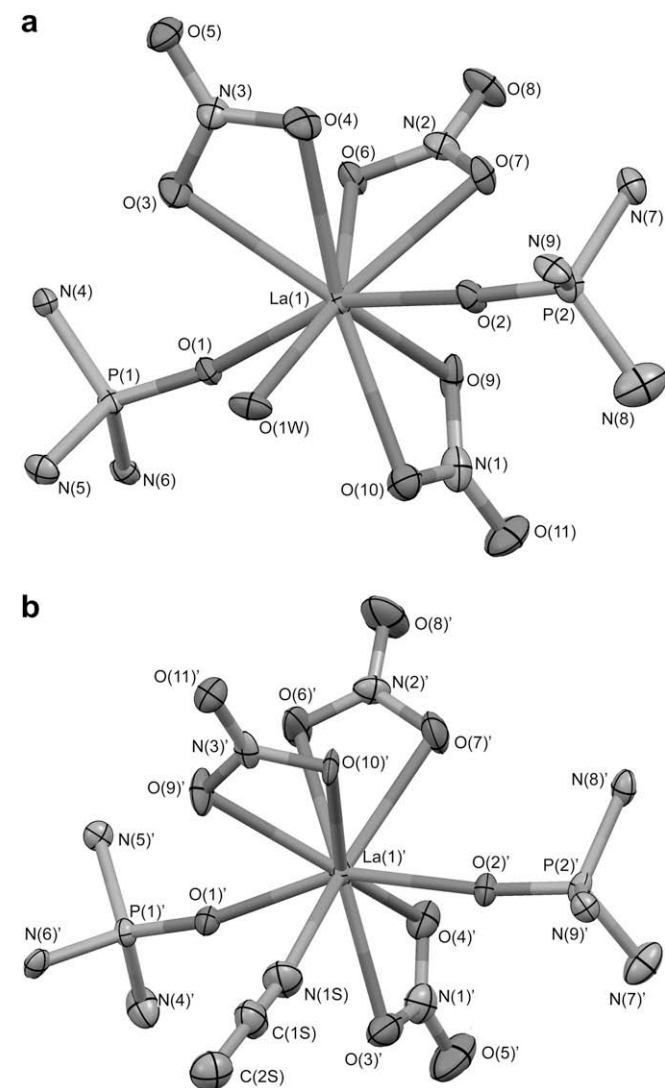 a
O(5)
N(3)
O(4)
O(8)
N(2)
O(6)
O(7)
O(3)
N(7)
N(4)
La(1)
N(9)
O(1)
O(2)
P(2)
P(1)
O(9)
O(1W)
N(8)
N(5)
N(6)
O(10)
N(1)
O(11)
b
O(8)'
O(11)'
N(2)'
O(6)'
N(3)'
O(10)'
O(7)'
O(9)'
N(8)'
N(5)'
La(1)'
O(1)'
O(2)'
P(2)'
P(1)'
N(6)'
O(4)'
N(9)'
N(4)'
N(1S)
N(1)'
N(7)'
C(1S)
O(3)'
O(5)'
C(2S)